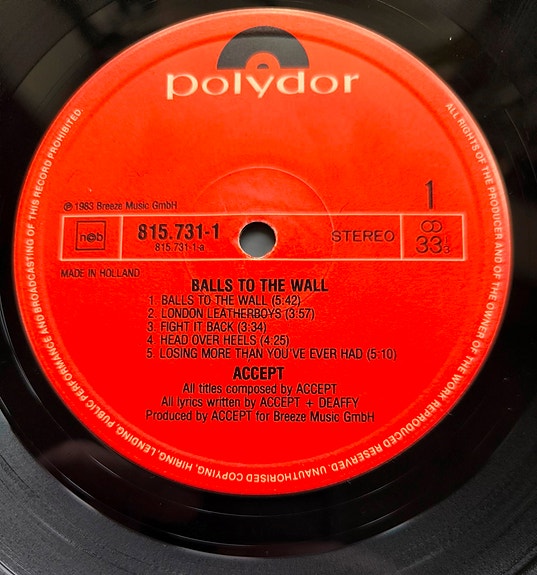 polydor
℗ 1983 Breeze Music GmbH
1
ncb
815.731-1
815.731-1-a
STEREO
33 1/3
MADE IN HOLLAND
BALLS TO THE WALL
1 BALLS TO THE WALL (5:42)
2. LONDON LEATHERBOYS (3:57)
3. FIGHT IT BACK (3:34)
4 HEAD OVER HEELS (4:25)
5 LOSING MORE THAN YOU'VE EVER HAD (5:10)
ACCEPT
All titles composed by ACCEPT
All lyrics written by ACCEPT + DEAFFY
Produced by ACCEPT for Breeze Music GmbH
ALL RIGHTS OF THE PRODUCER AND OF THE OWNER OF THE WORK REPRODUCED RESERVED. UNAUTHORISED COPYING, HIRING, LENDING, PUBLIC PERFORMANCE AND BROADCASTING OF THIS RECORD PROHIBITED.